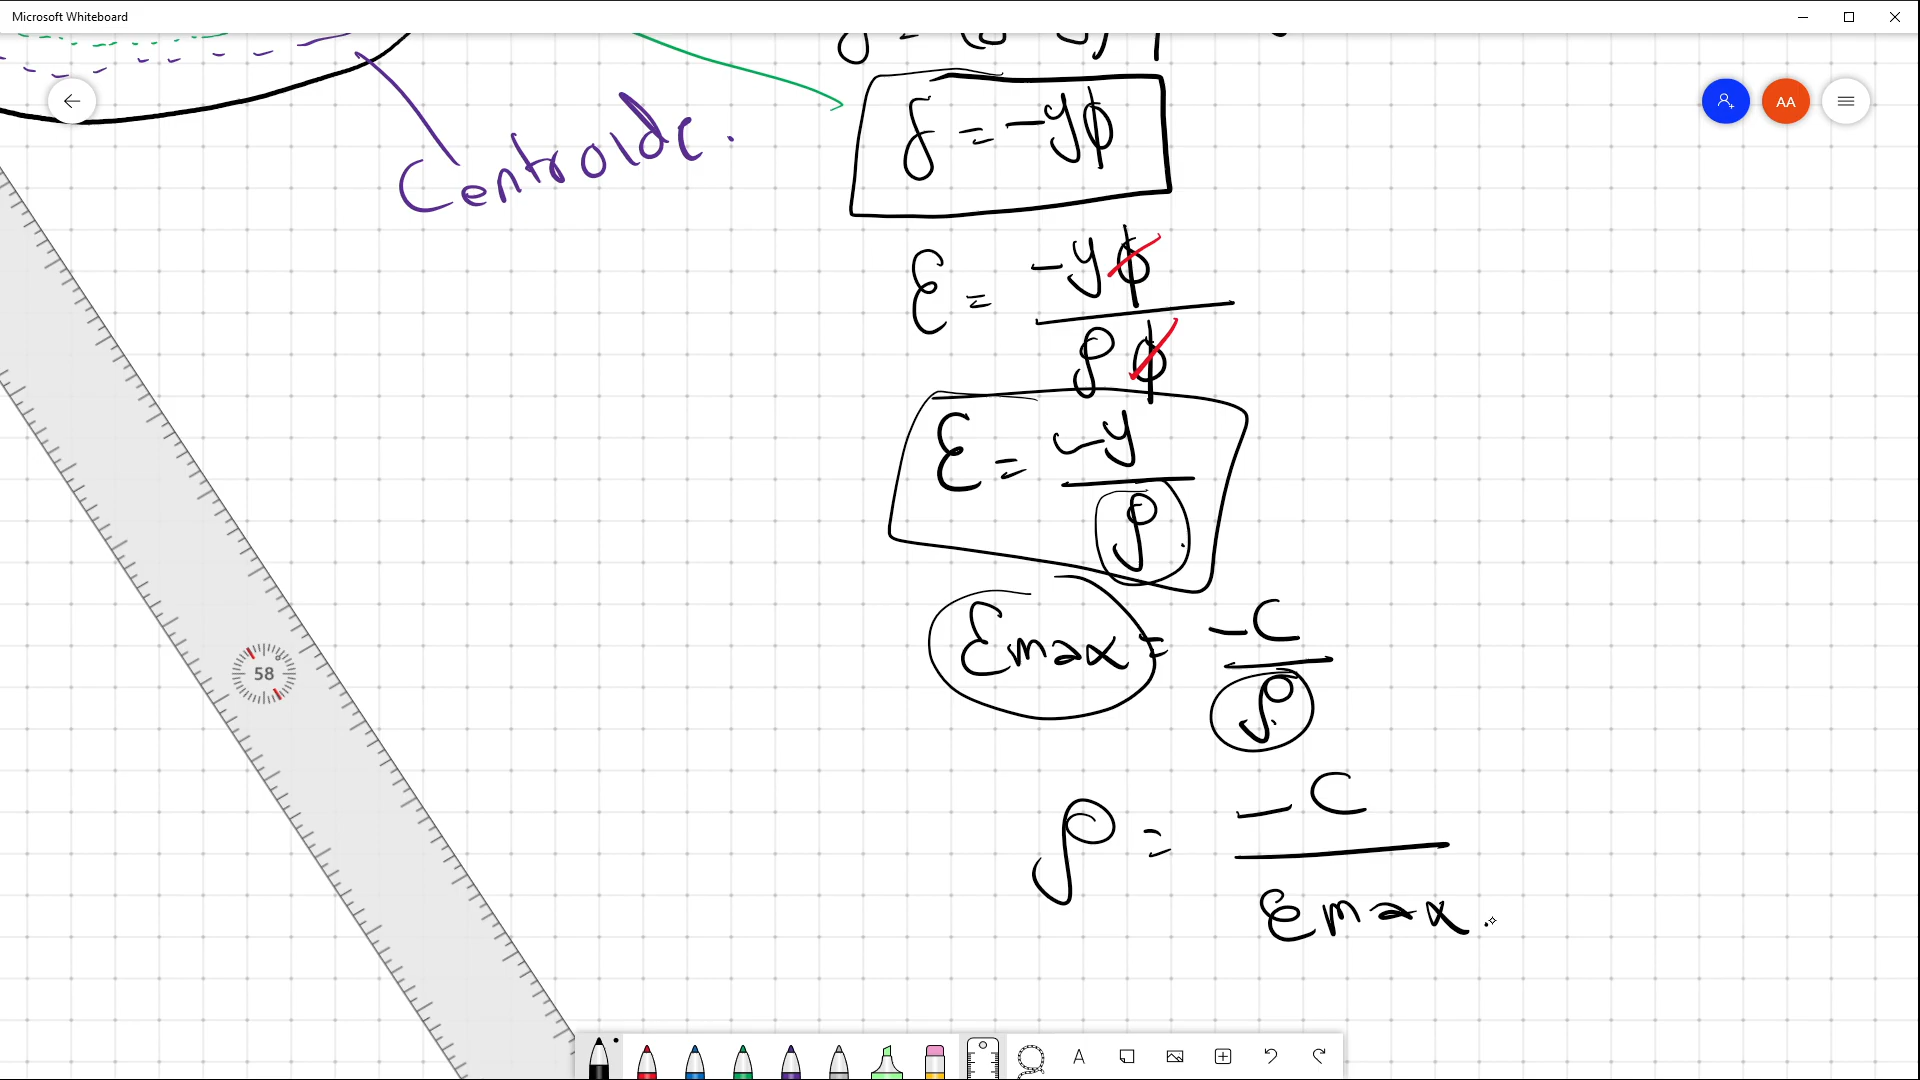 Microsoft Whiteboard
AA
Centroide.
δ = -yϕ
ε = -yϕ / ρϕ
ε = -y / ρ
εmax = -C / ρ
ρ = -C / εmax.
58
A